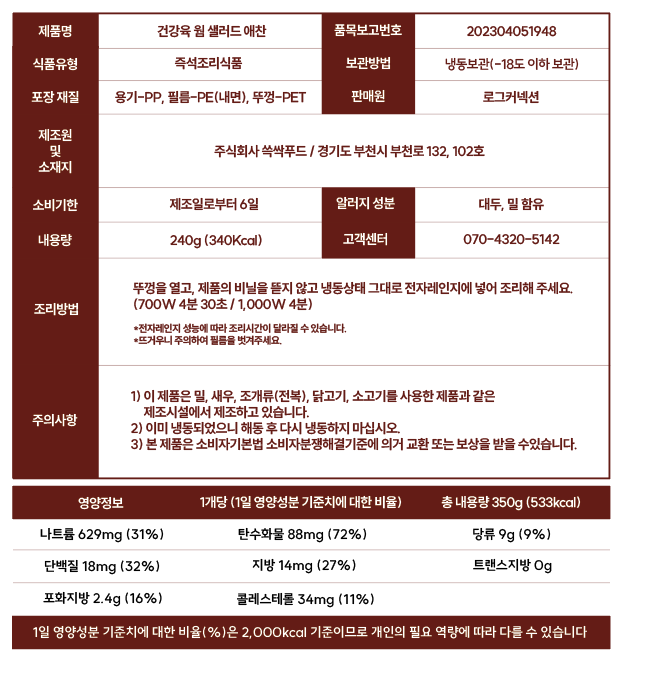 제품명 건강육 웜 샐러드 애찬 품목보고번호 202304051948
식품유형 즉석조리식품 보관방법 냉동보관(-18도 이하 보관)
포장 재질 용기-PP, 필름-PE(내면), 뚜껑-PET 판매원 로그커넥션
제조원
및
소재지
주식회사 쓱싹푸드 / 경기도 부천시 부천로 132, 102호
소비기한 제조일로부터 6일 알러지 성분 대두, 밀 함유
내용량 240g (340Kcal) 고객센터 070-4320-5142
조리방법
뚜껑을 열고, 제품의 비닐을 뜯지 않고 냉동상태 그대로 전자레인지에 넣어 조리해 주세요.
(700W 4분 30초 / 1,000W 4분)
*전자레인지 성능에 따라 조리시간이 달라질 수 있습니다.
*뜨거우니 주의하여 필름을 벗겨주세요.
주의사항
1) 이 제품은 밀, 새우, 조개류(전복), 닭고기, 소고기를 사용한 제품과 같은
제조시설에서 제조하고 있습니다.
2) 이미 냉동되었으니 해동 후 다시 냉동하지 마십시오.
3) 본 제품은 소비자기본법 소비자분쟁해결기준에 의거 교환 또는 보상을 받을 수있습니다.
영양정보 1개당 (1일 영양성분 기준치에 대한 비율) 총 내용량 350g (533kcal)
나트륨 629mg (31%) 탄수화물 88mg (72%) 당류 9g (9%)
단백질 18mg (32%) 지방 14mg (27%) 트랜스지방 0g
포화지방 2.4g (16%) 콜레스테롤 34mg (11%)
1일 영양성분 기준치에 대한 비율(%)은 2,000kcal 기준이므로 개인의 필요 역량에 따라 다를 수 있습니다